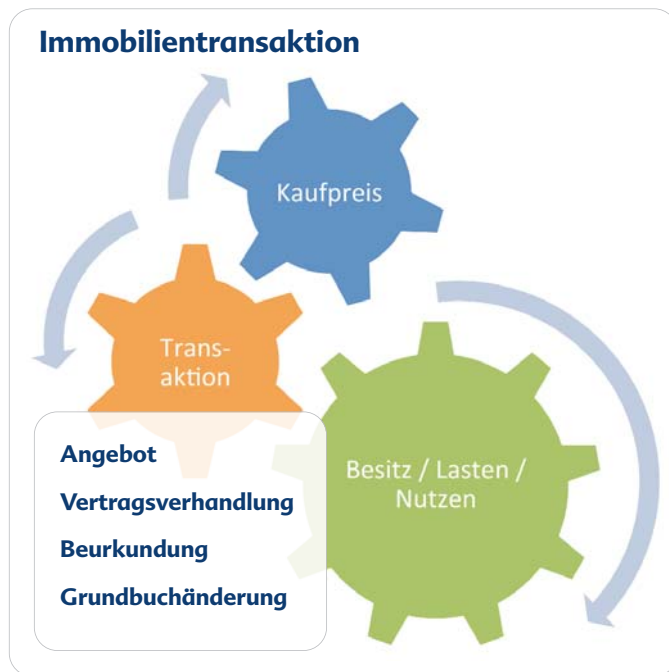 Immobilientransaktion
Kaufpreis
Trans-
aktion
Besitz / Lasten /
Nutzen
Angebot
Vertragsverhandlung
Beurkundung
Grundbuchänderung